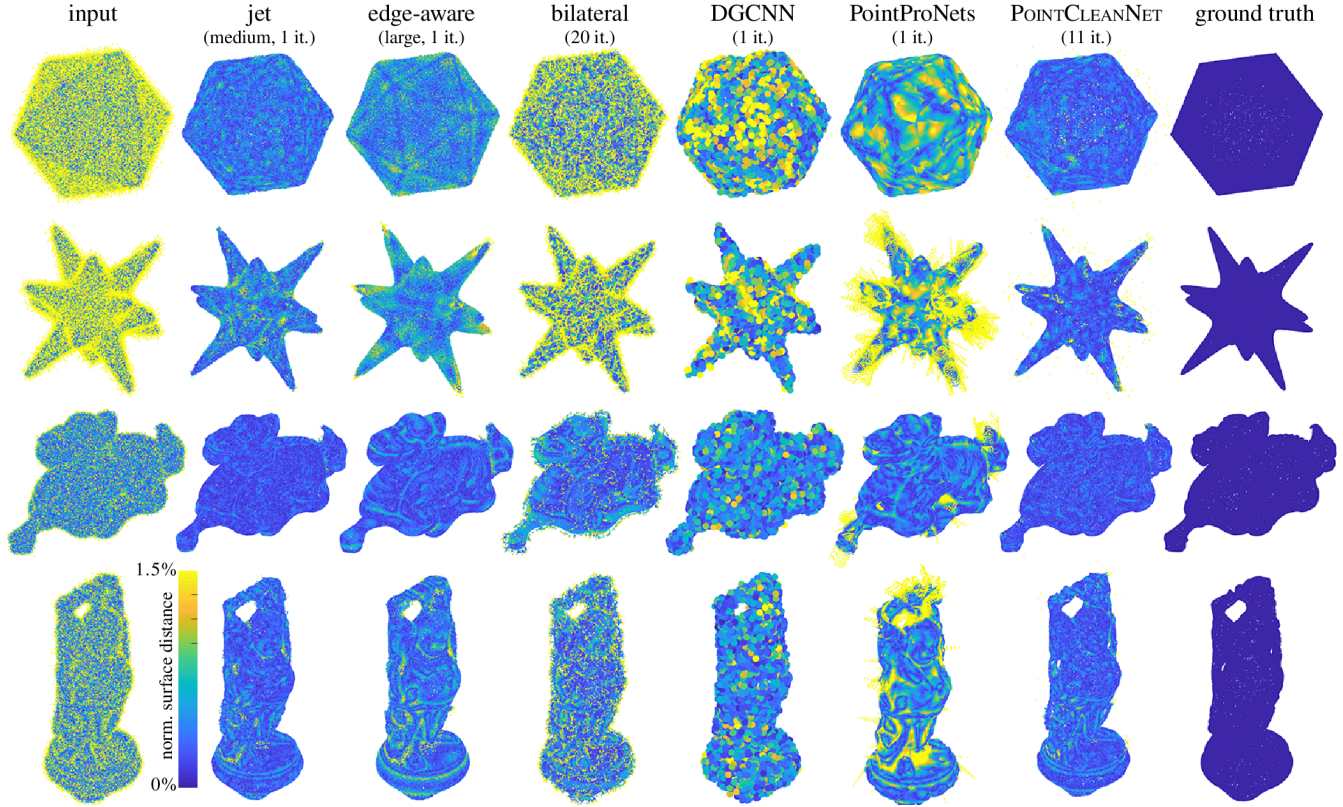 input
jet
edge-aware
bilateral
DGCNN
PointProNets
POINTCLEANNET
ground truth
(medium, 1 it.)
(large, 1 it.)
(20 it.)
(1 it.)
(1 it.)
(11 it.)
1.5%
norm. surface distance
0%